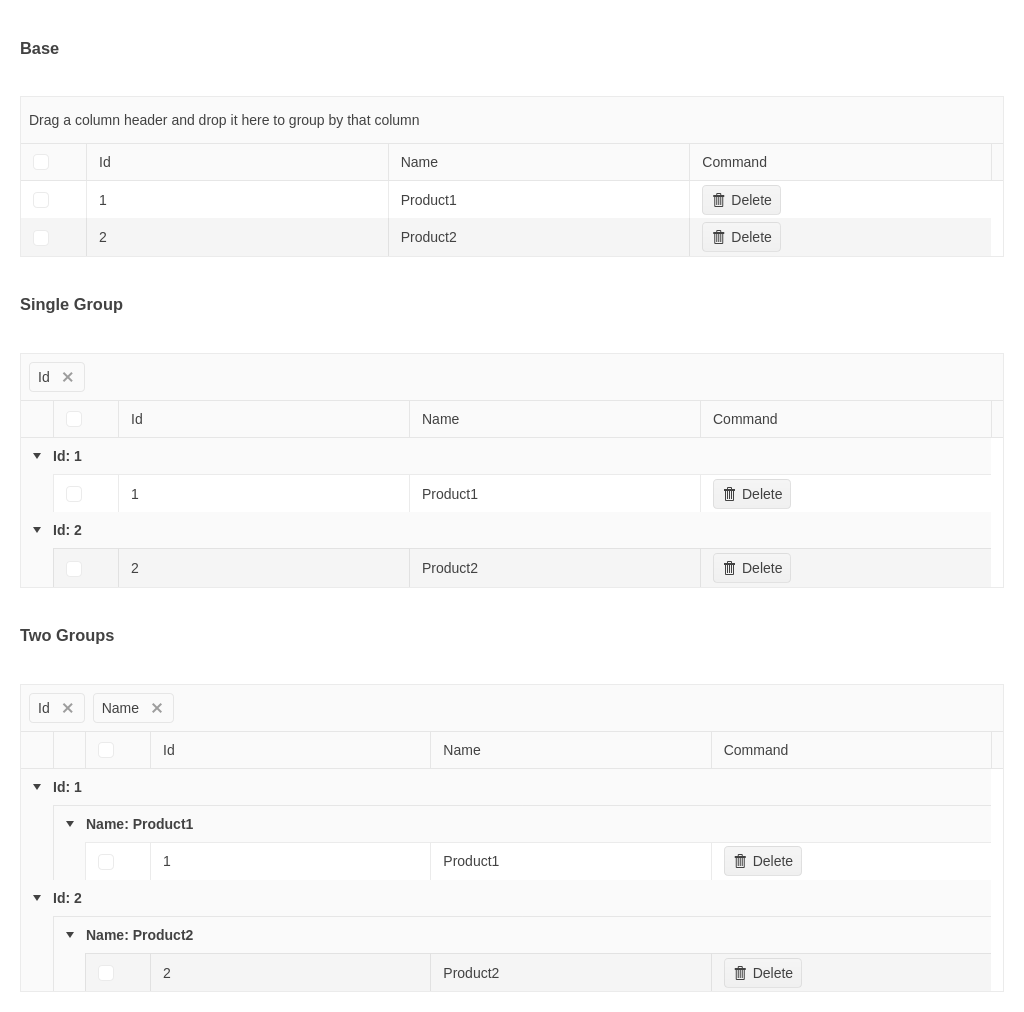 Base
Drag a column header and drop it here to group by that column
Id Name Command
1 Product1 Delete
2 Product2 Delete
Single Group
Id
Id Name Command
Id: 1
1 Product1 Delete
Id: 2
2 Product2 Delete
Two Groups
Id Name
Id Name Command
Id: 1
Name: Product1
1 Product1 Delete
Id: 2
Name: Product2
2 Product2 Delete